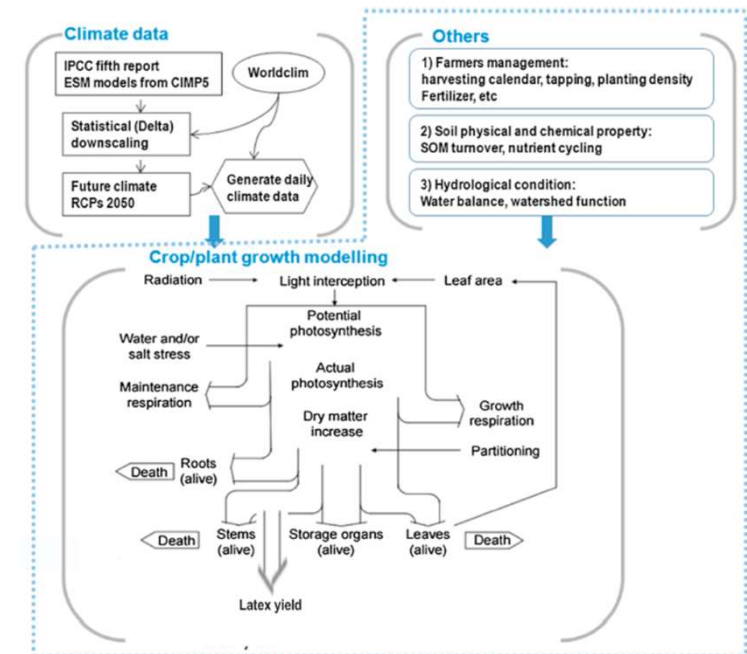 Climate data
IPCC fifth report
ESM models from CIMP5
Worldclim
Statistical (Delta)
downscaling
Future climate
RCPs 2050
Generate daily
climate data
Others
1) Farmers management:
harvesting calendar, tapping, planting density
Fertilizer, etc
2) Soil physical and chemical property:
SOM turnover, nutrient cycling
3) Hydrological condition:
Water balance, watershed function
Crop/plant growth modelling
Radiation
Light interception
Leaf area
Potential
photosynthesis
Water and/or
salt stress
Actual
photosynthesis
Maintenance
respiration
Growth
respiration
Dry matter
increase
Partitioning
Death
Roots
(alive)
Death
Stems
(alive)
Storage organs
(alive)
Leaves
(alive)
Death
Latex yield